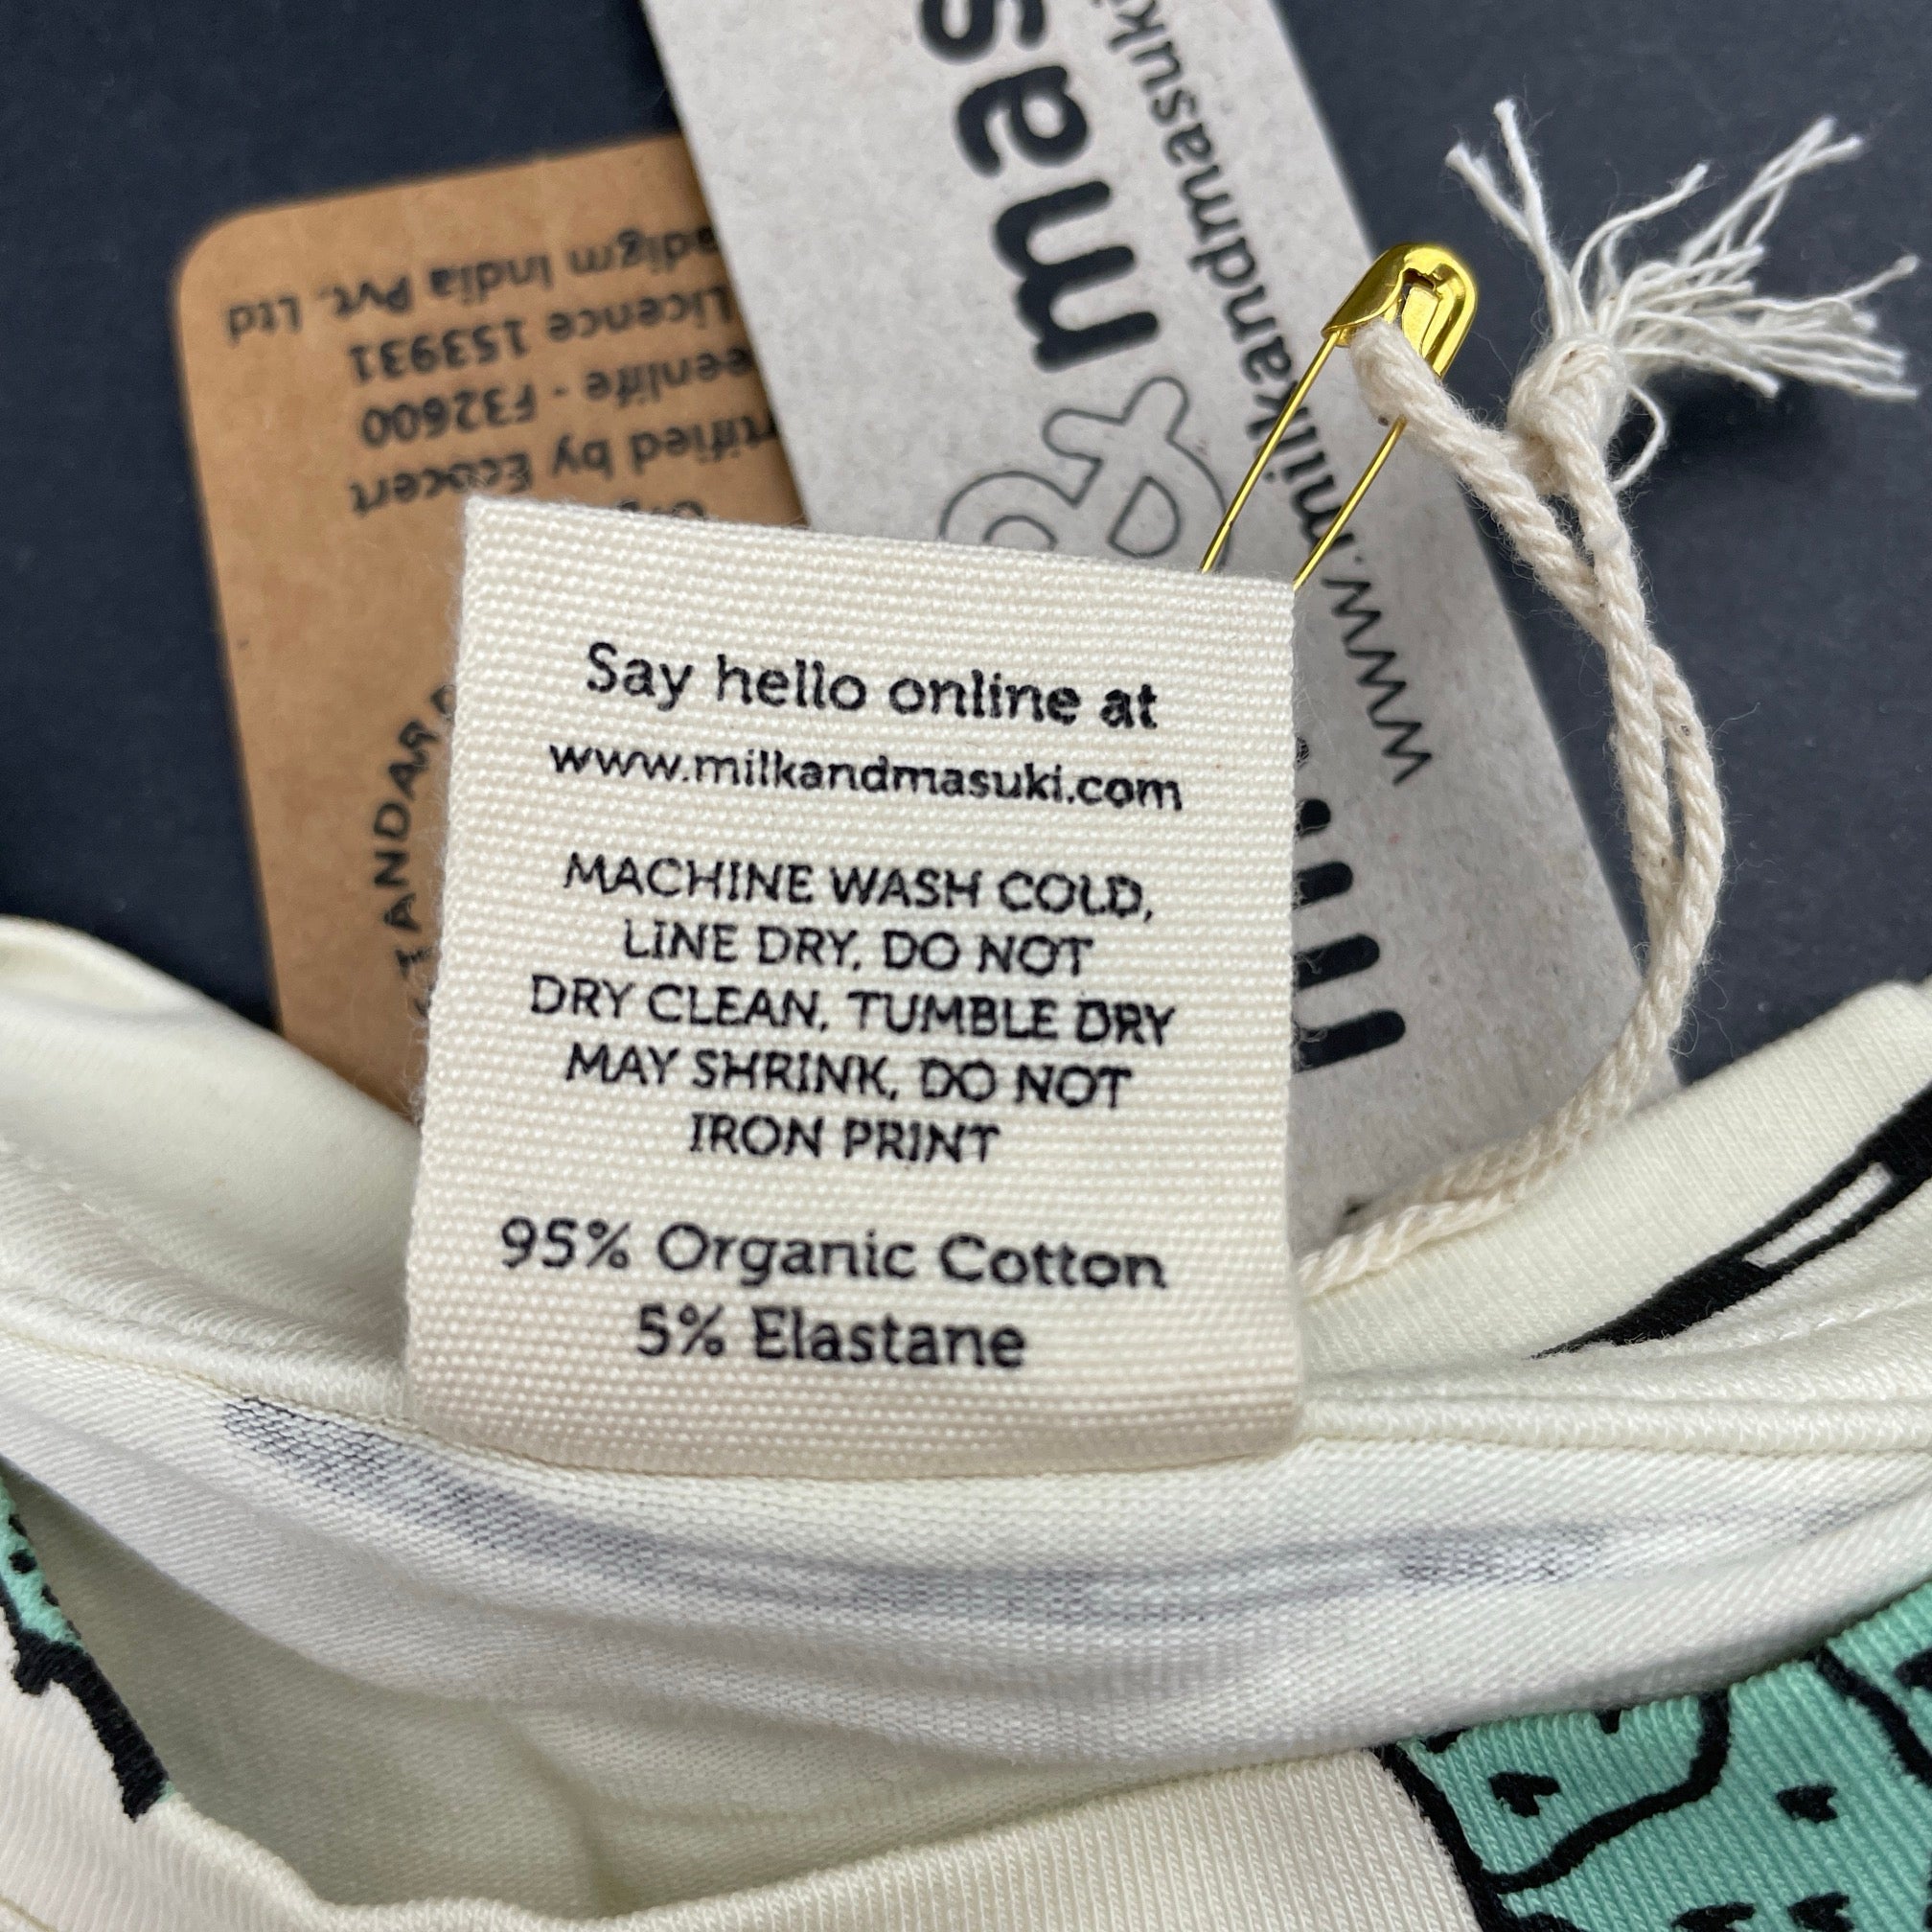 Say hello online at
www.milkandmasuki.com
MACHINE WASH COLD,
LINE DRY, DO NOT
DRY CLEAN, TUMBLE DRY
MAY SHRINK, DO NOT
IRON PRINT
95% Organic Cotton
5% Elastane
mas
www.milkandmasuki
by Ecocert
F32600
Licence 153931
India Pvt. Ltd